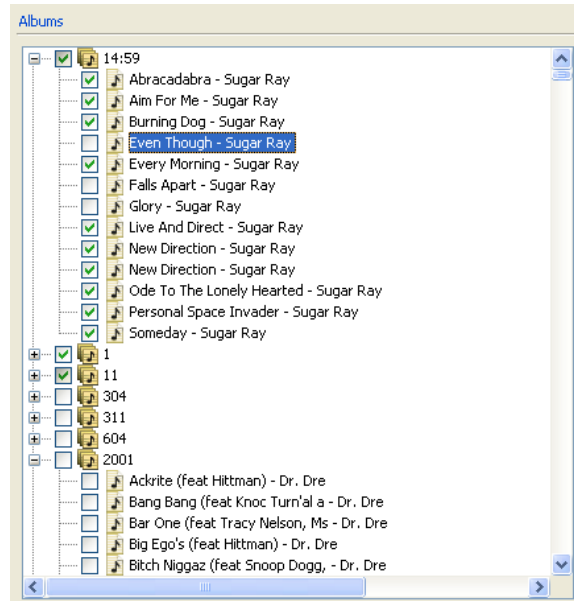 Albums
14:59
Abracadabra - Sugar Ray
Aim For Me - Sugar Ray
Burning Dog - Sugar Ray
Even Though - Sugar Ray
Every Morning - Sugar Ray
Falls Apart - Sugar Ray
Glory - Sugar Ray
Live And Direct - Sugar Ray
New Direction - Sugar Ray
New Direction - Sugar Ray
Ode To The Lonely Hearted - Sugar Ray
Personal Space Invader - Sugar Ray
Someday - Sugar Ray
1
11
304
311
604
2001
Ackrite (feat Hittman) - Dr. Dre
Bang Bang (feat Knoc Turn'al a - Dr. Dre
Bar One (feat Tracy Nelson, Ms - Dr. Dre
Big Ego's (feat Hittman) - Dr. Dre
Bitch Niggaz (feat Snoop Dogg, - Dr. Dre